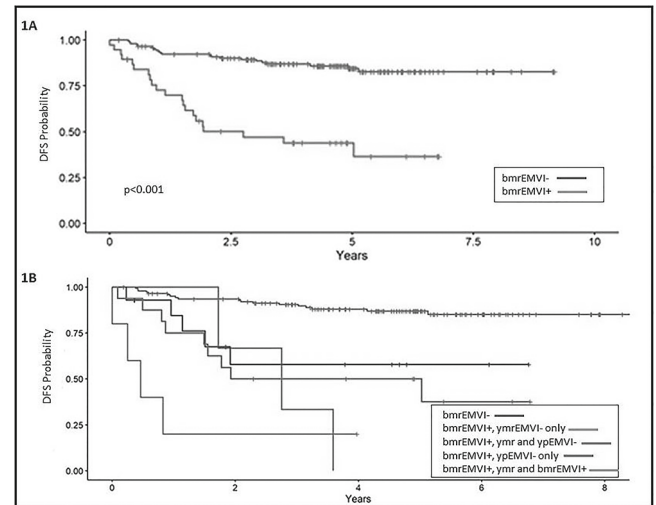 1A
1.00
0.75
0.50
0.25
0.00
DFS Probability
p<0.001
bmrEMVI-
bmrEMVI+
0 2.5 5 7.5 10
Years
1B
1.00
0.75
0.50
0.25
0.00
DFS Probability
bmrEMVI-
bmrEMVI+, ymrEMVI- only
bmrEMVI+, ymr and ypEMVI-
bmrEMVI+, ypEMVI- only
bmrEMVI+, ymr and bmrEMVI+
0 2 4 6 8
Years